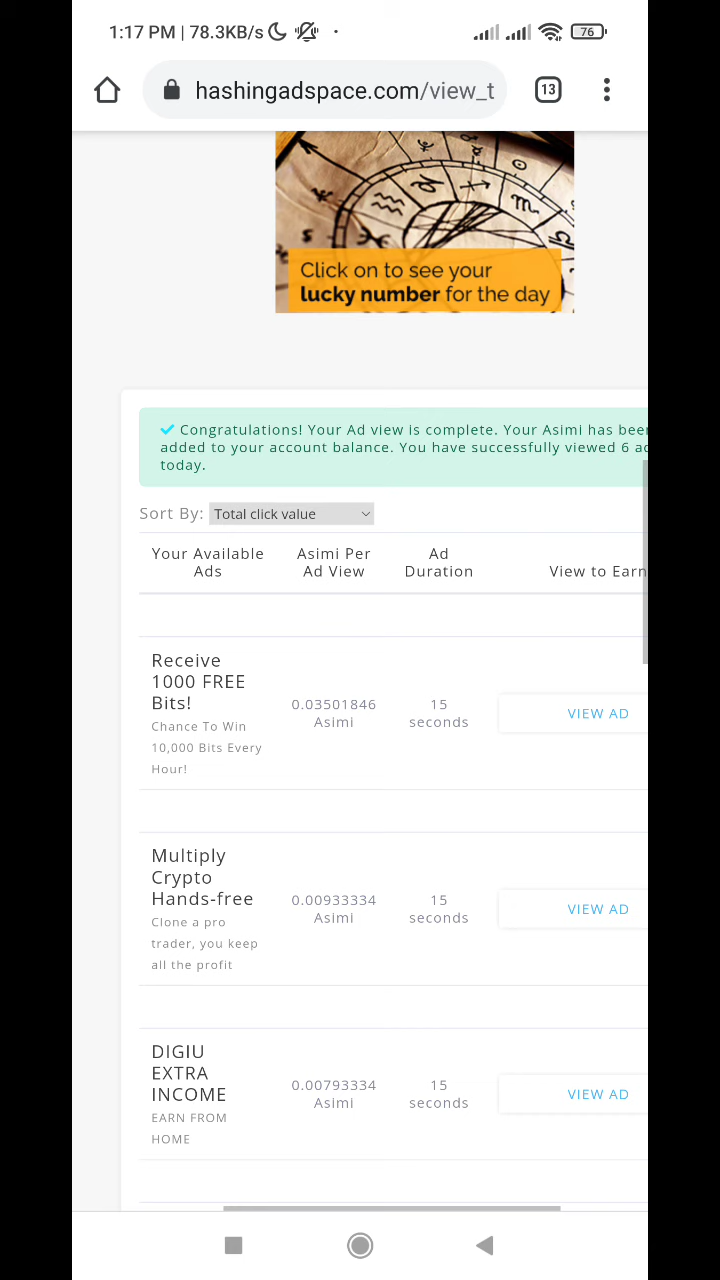 1:17 PM | 78.3KB/s
76
hashingadspace.com/view_t
13
Click on to see your
lucky number for the day
Congratulations! Your Ad view is complete. Your Asimi has been
added to your account balance. You have successfully viewed 6 ad
today.
Sort By: Total click value
Your Available Ads
Asimi Per Ad View
Ad Duration
View to Earn
Receive
1000 FREE
Bits!
Chance To Win
10,000 Bits Every
Hour!
0.03501846
Asimi
15
seconds
VIEW AD
Multiply
Crypto
Hands-free
Clone a pro
trader, you keep
all the profit
0.00933334
Asimi
15
seconds
VIEW AD
DIGIU
EXTRA
INCOME
EARN FROM
HOME
0.00793334
Asimi
15
seconds
VIEW AD